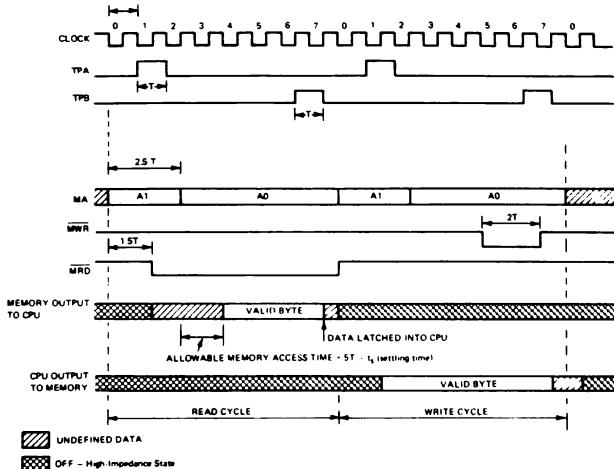 0 1 2 3 4 5 6 7 0 1 2 3 4 5 6 7 0
CLOCK
TPA
T
TPB
T
2.5 T
MA A1 A0 A1 A0
MWR 2T
1.5T
MRD
MEMORY OUTPUT
TO CPU
VALID BYTE
DATA LATCHED INTO CPU
ALLOWABLE MEMORY ACCESS TIME - 5T - ts (settling time)
CPU OUTPUT
TO MEMORY
VALID BYTE
READ CYCLE WRITE CYCLE
UNDEFINED DATA
OFF - High-Impedance State